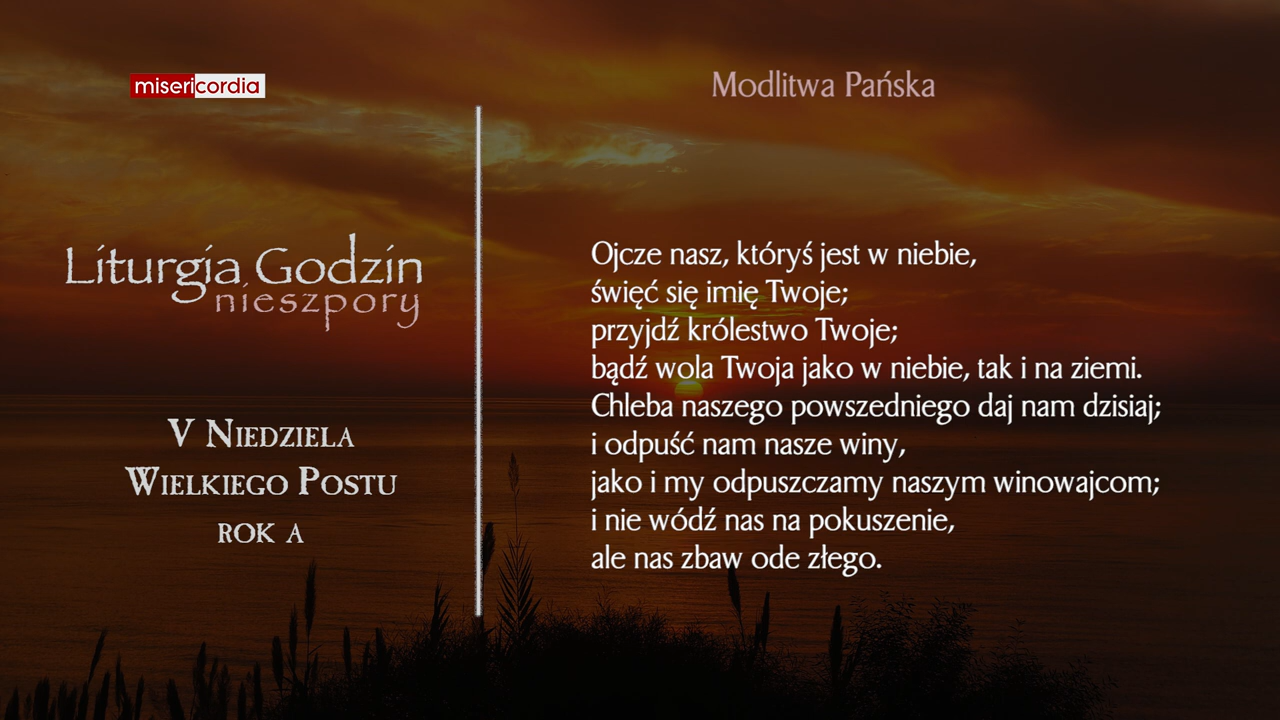 misericordia
Liturgia Godzin
nieszpory
V Niedziela
Wielkiego Postu
rok A
Modlitwa Pańska
Ojcze nasz, któryś jest w niebie,
święć się imię Twoje;
przyjdź królestwo Twoje;
bądź wola Twoja jako w niebie, tak i na ziemi.
Chleba naszego powszedniego daj nam dzisiaj;
i odpuść nam nasze winy,
jako i my odpuszczamy naszym winowajcom;
i nie wódź nas na pokuszenie,
ale nas zbaw ode złego.